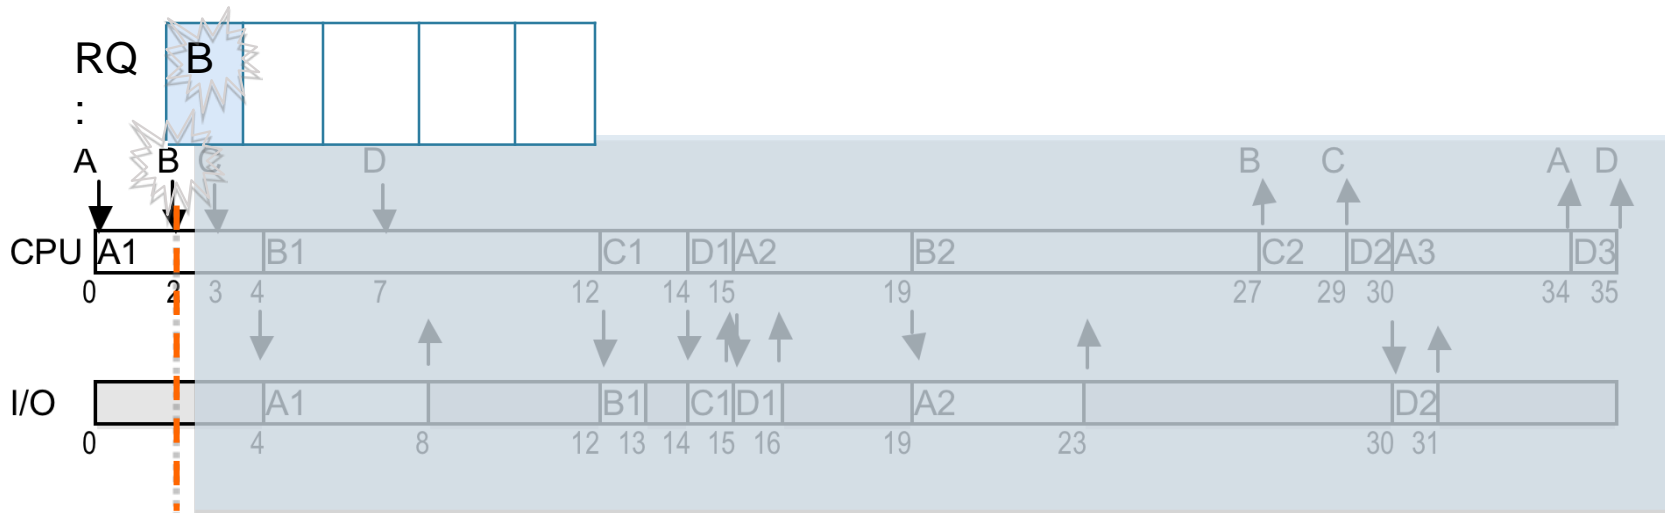 RQ B
:
A B C D B C A D
CPU A1 B1 C1 D1 A2 B2 C2 D2 A3 D3
0 2 3 4 7 12 14 15 19 27 29 30 34 35
I/O A1 B1 C1 D1 A2 D2
0 4 8 12 13 14 15 16 19 23 30 31